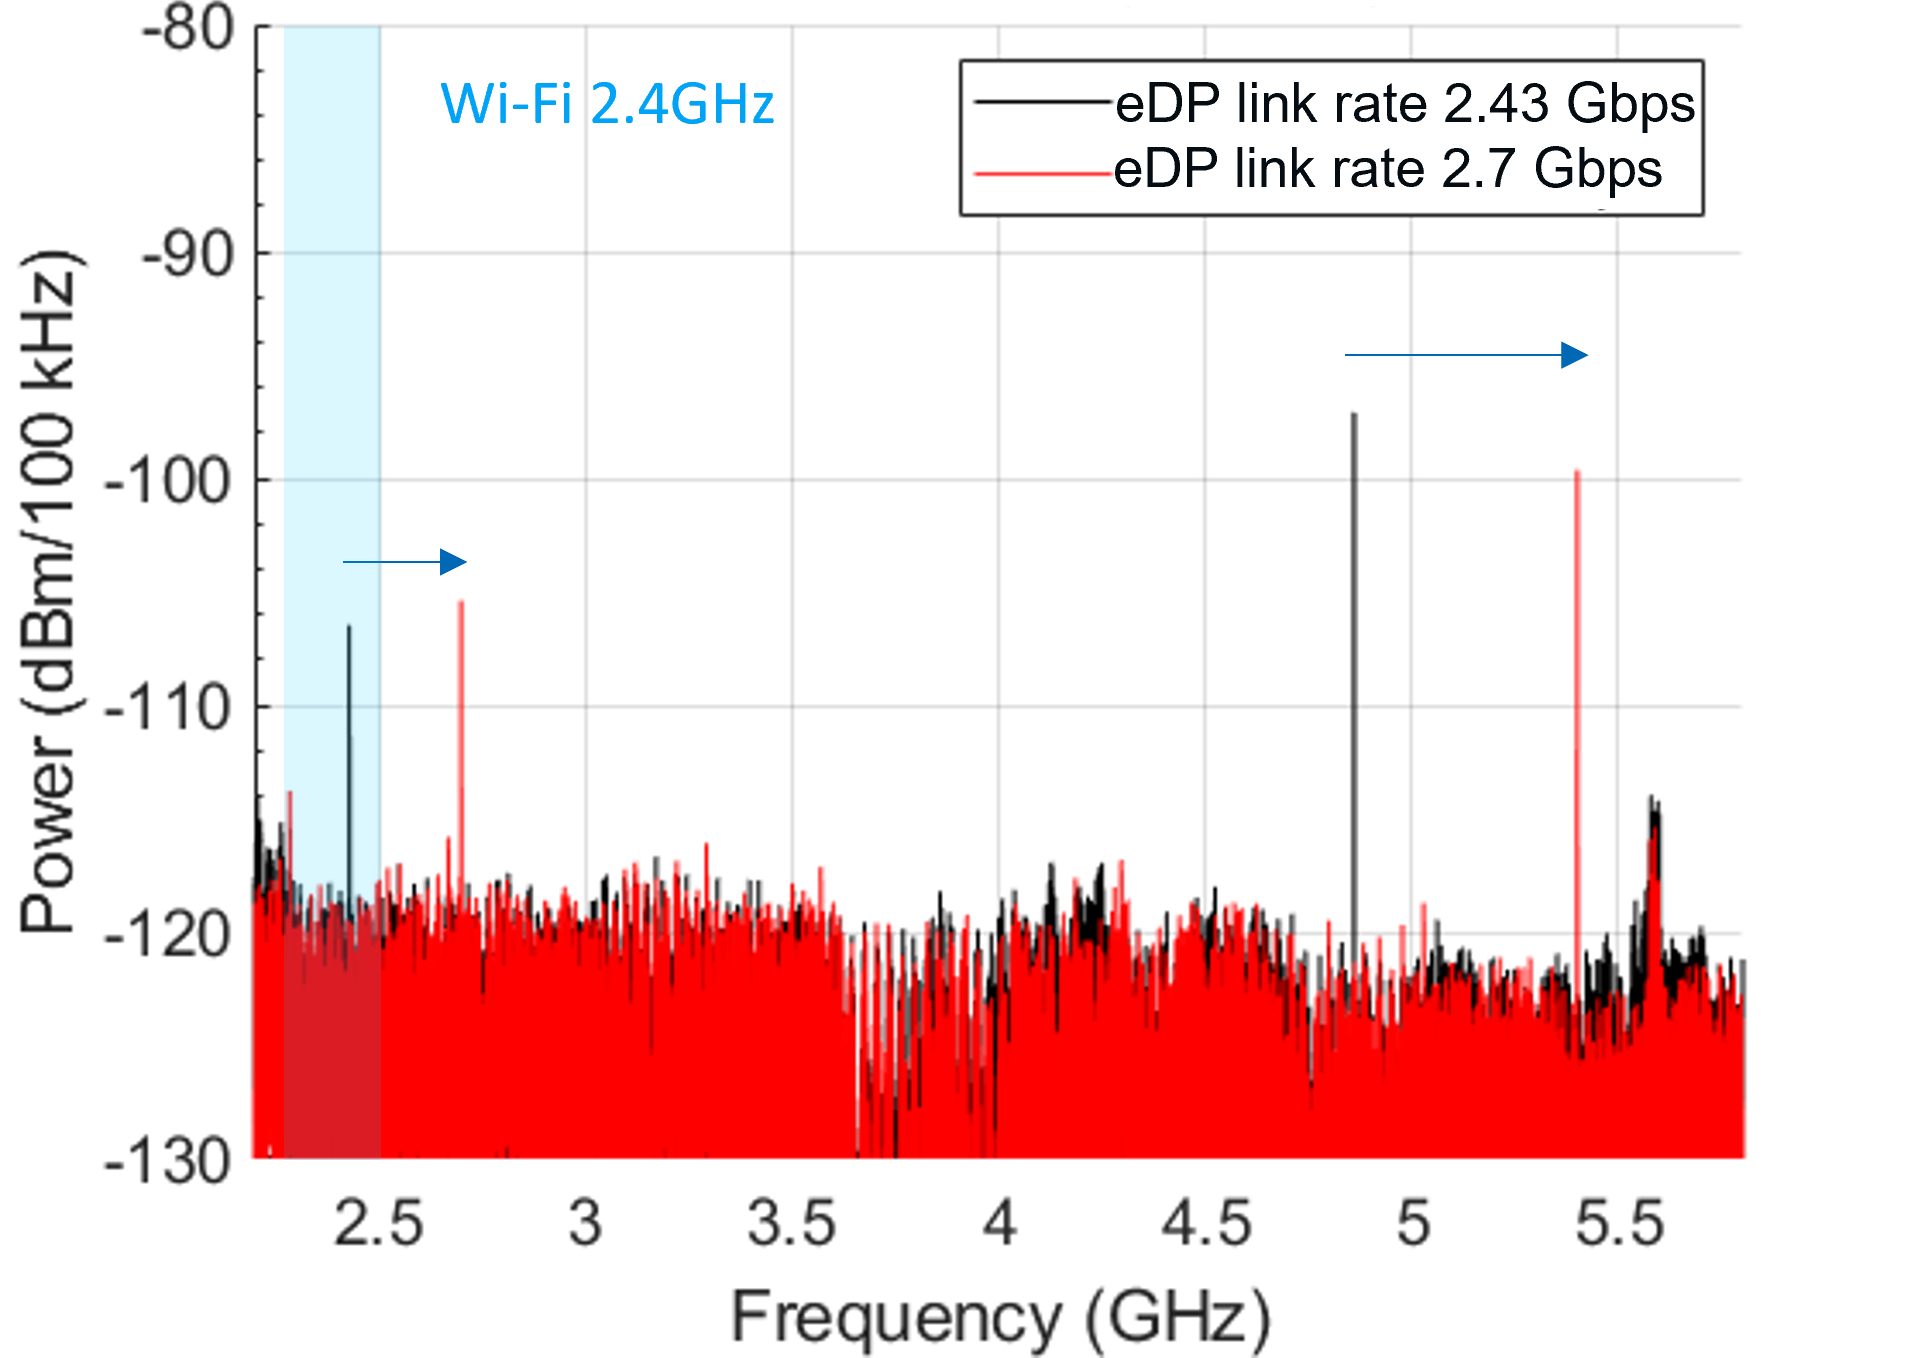 -80
-90
-100
-110
-120
-130
Power (dBm/100 kHz)
Wi-Fi 2.4GHz
eDP link rate 2.43 Gbps
eDP link rate 2.7 Gbps
2.5 3 3.5 4 4.5 5 5.5
Frequency (GHz)